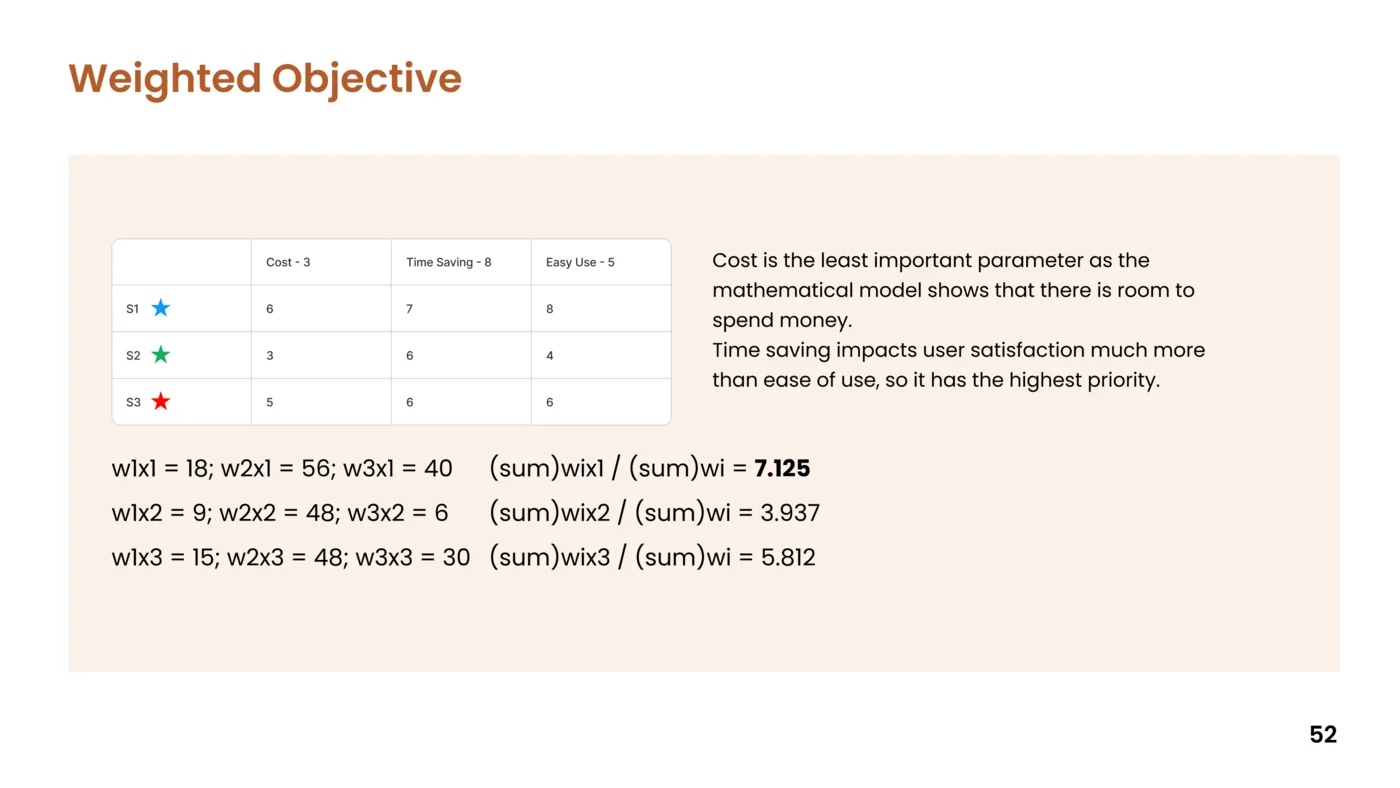 Weighted Objective
Cost - 3 Time Saving - 8 Easy Use - 5
S1 6 7 8
S2 3 6 4
S3 5 6 6
Cost is the least important parameter as the
mathematical model shows that there is room to
spend money.
Time saving impacts user satisfaction much more
than ease of use, so it has the highest priority.
w1x1 = 18; w2x1 = 56; w3x1 = 40 (sum)wix1 / (sum)wi = 7.125
w1x2 = 9; w2x2 = 48; w3x2 = 6 (sum)wix2 / (sum)wi = 3.937
w1x3 = 15; w2x3 = 48; w3x3 = 30 (sum)wix3 / (sum)wi = 5.812
52